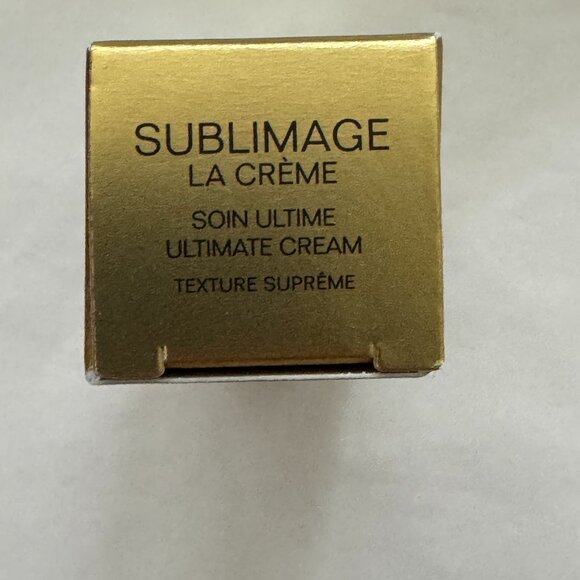 SUBLIMAGE
LA CRÈME
SOIN ULTIME
ULTIMATE CREAM
TEXTURE SUPRÊME